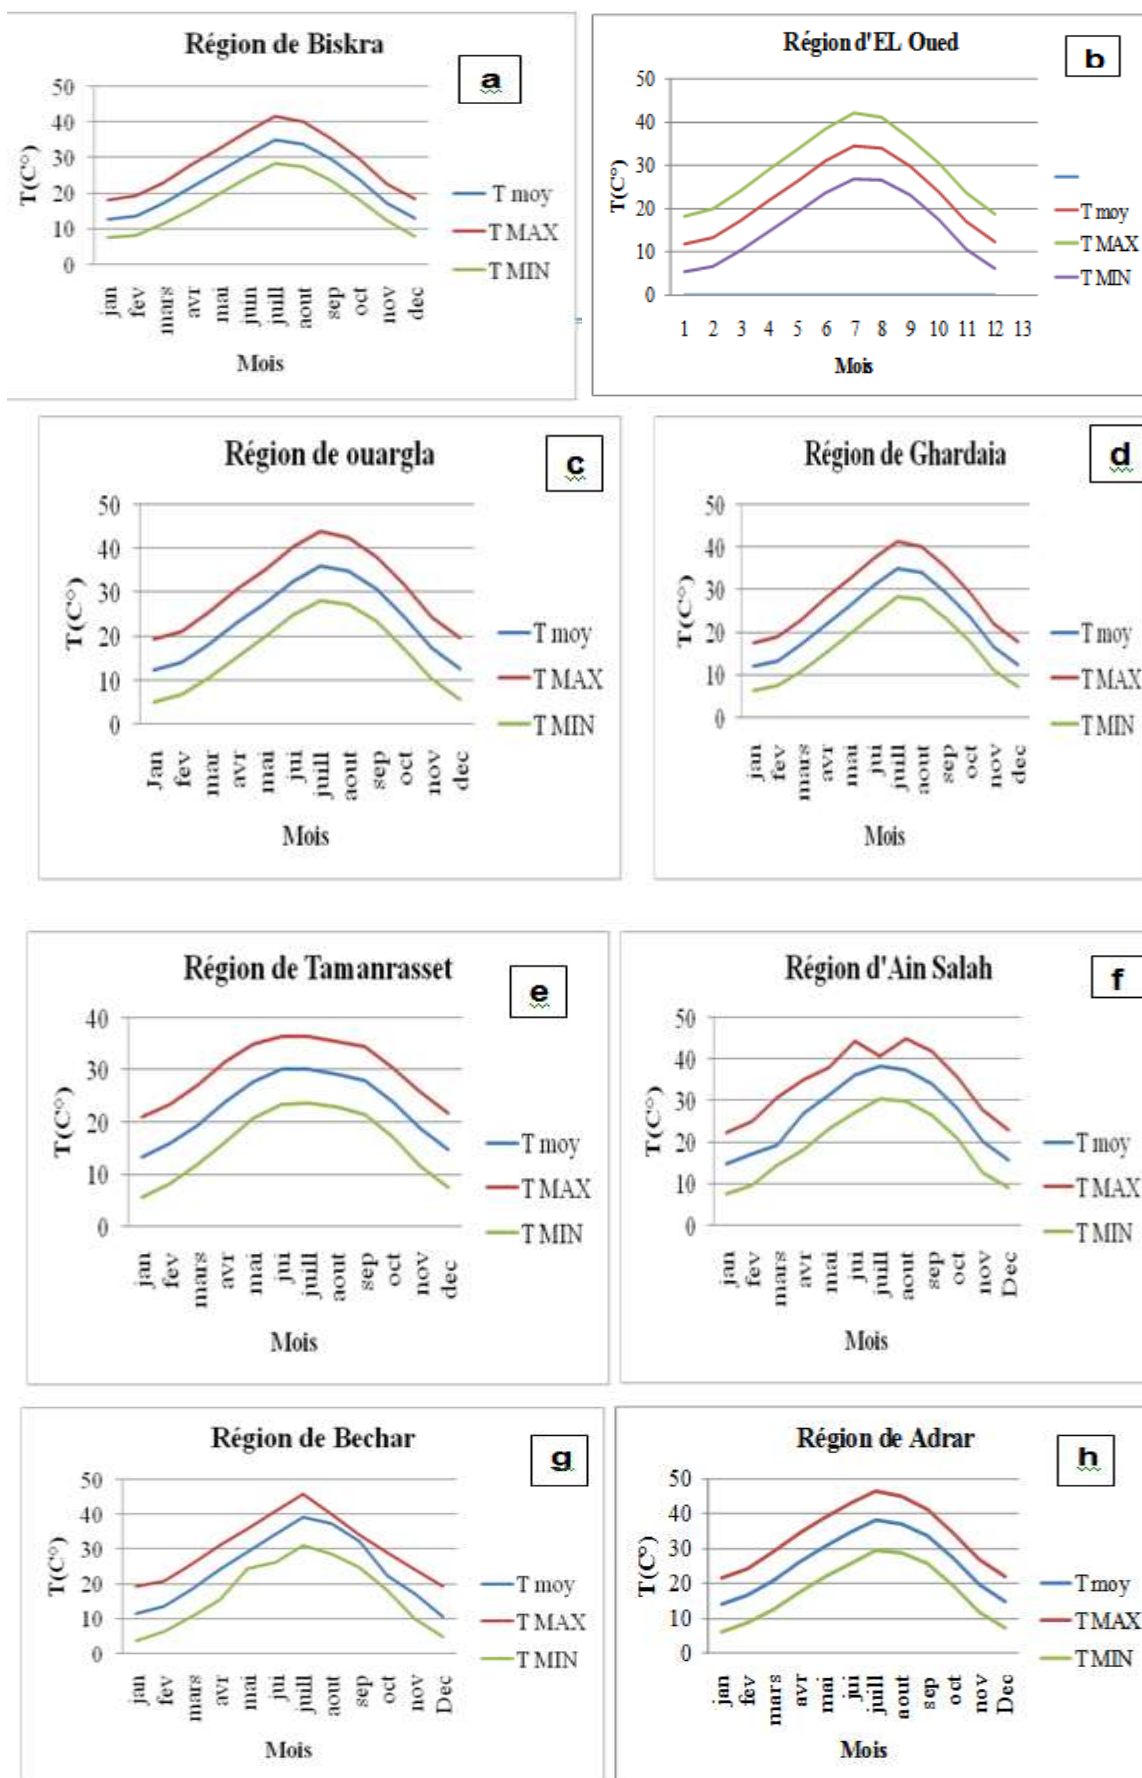 Région de Biskra
a
50
40
30
20
10
0
T(C°)
T moy
T MAX
T MIN
jan
fev
mars
avr
mai
juin
juill
aout
sep
oct
nov
dec
Mois
Région d'EL Oued
b
50
40
30
20
10
0
T(C°)
T moy
T MAX
T MIN
1 2 3 4 5 6 7 8 9 10 11 12 13
Mois
Région de ouargla
c
50
40
30
20
10
0
T(C°)
T moy
T MAX
T MIN
Jan
fev
mar
avr
mai
jui
juill
aout
sep
oct
nov
dec
Mois
Région de Ghardaia
d
50
40
30
20
10
0
T(C°)
T moy
T MAX
T MIN
jan
fev
mars
avr
mai
jui
juill
aout
sep
oct
nov
dec
Mois
Région de Tamanrasset
e
40
30
20
10
0
T(C°)
T moy
T MAX
T MIN
jan
fev
mars
avr
mai
jui
juill
aout
sep
oct
nov
dec
Mois
Région d'Ain Salah
f
50
40
30
20
10
0
T(C°)
T moy
T MAX
T MIN
jan
fev
mars
avr
mai
jui
juill
aout
sep
oct
nov
Dec
Mois
Région de Bechar
g
50
40
30
20
10
0
T(C°)
T moy
T MAX
T MIN
jan
fev
mars
avr
mai
jui
juill
aout
sep
oct
nov
Dec
Mois
Région de Adrar
h
50
40
30
20
10
0
T(C°)
T moy
T MAX
T MIN
jan
fev
mars
avr
mai
jui
juill
aout
sep
oct
nov
Dec
Mois